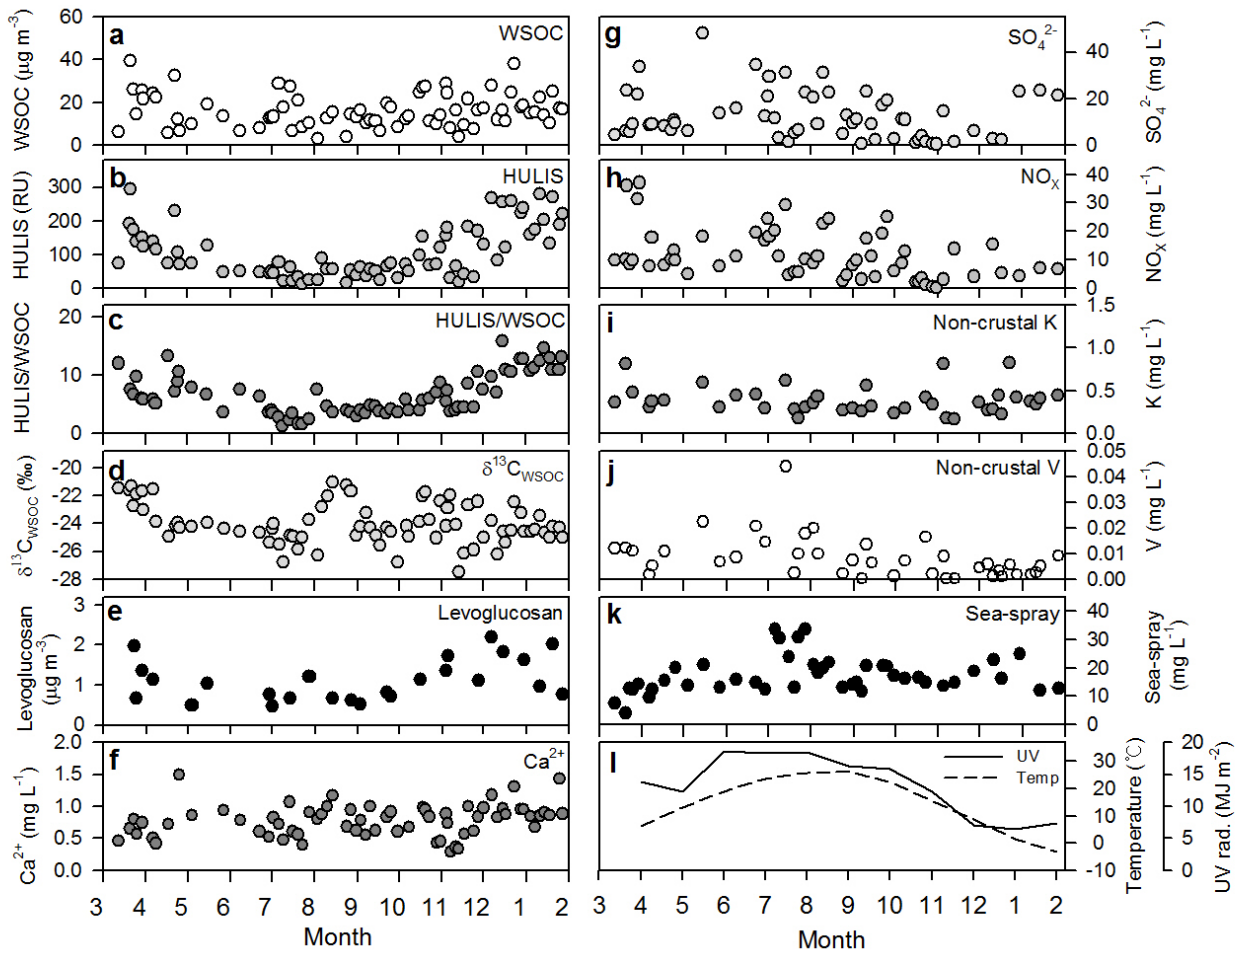 a
WSOC
WSOC (μg m⁻³)
60
40
20
0
b
HULIS
HULIS (RU)
300
200
100
0
c
HULIS/WSOC
HULIS/WSOC
20
10
0
d
δ¹³C_WSOC
δ¹³C_WSOC (‰)
-20
-22
-24
-26
-28
e
Levoglucosan
Levoglucosan
(μg m⁻³)
3
2
1
0
f
Ca²⁺
Ca²⁺ (mg L⁻¹)
2.0
1.5
1.0
0.5
0.0
3 4 5 6 7 8 9 10 11 12 1 2
Month
g
SO₄²⁻
SO₄²⁻ (mg L⁻¹)
40
20
0
h
NOₓ
NOₓ (mg L⁻¹)
40
30
20
10
0
i
Non-crustal K
K (mg L⁻¹)
1.5
1.0
0.5
0.0
j
Non-crustal V
V (mg L⁻¹)
0.05
0.04
0.03
0.02
0.01
0.00
k
Sea-spray
Sea-spray
(mg L⁻¹)
40
30
20
10
0
l
UV
Temp
Temperature (℃)
30
20
10
0
-10
UV rad. (MJ m⁻²)
20
15
10
5
0
3 4 5 6 7 8 9 10 11 12 1 2
Month